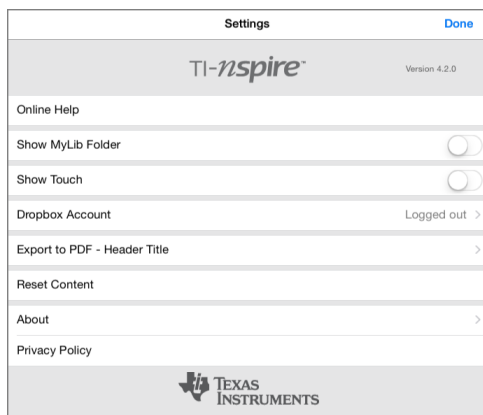 Settings Done
TI-nspire™ Version 4.2.0
Online Help
Show MyLib Folder
Show Touch
Dropbox Account Logged out >
Export to PDF - Header Title >
Reset Content
About >
Privacy Policy
TEXAS
INSTRUMENTS